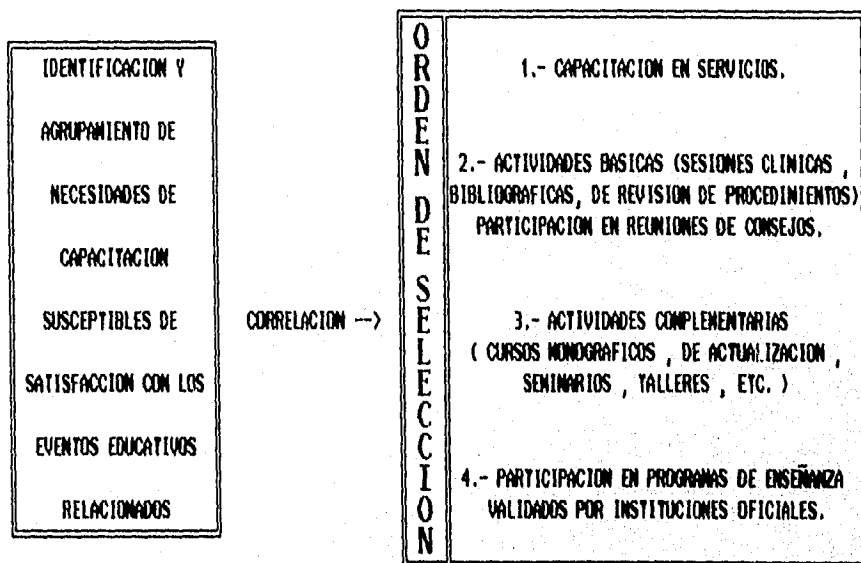 IDENTIFICACION Y
AGRUPAMIENTO DE
NECESIDADES DE
CAPACITACION
SUSCEPTIBLES DE
SATISFACCION CON LOS
EVENTOS EDUCATIVOS
RELACIONADOS
CORRELACION -->
ORDEN DE SELECCION
1.- CAPACITACION EN SERVICIOS.
2.- ACTIVIDADES BASICAS (SESIONES CLINICAS ,
BIBLIOGRAFICAS, DE REVISION DE PROCEDINIENTOS)
PARTICIPACION EN REUNIONES DE CONSEJOS.
3.- ACTIVIDADES COMPLEMENTARIAS
( CURSOS MONOGRAFICOS , DE ACTUALIZACION ,
SEMINARIOS , TALLERES , ETC. )
4.- PARTICIPACION EN PROGRAMAS DE ENSEÑANZA
VALIDADOS POR INSTITUCIONES OFICIALES.